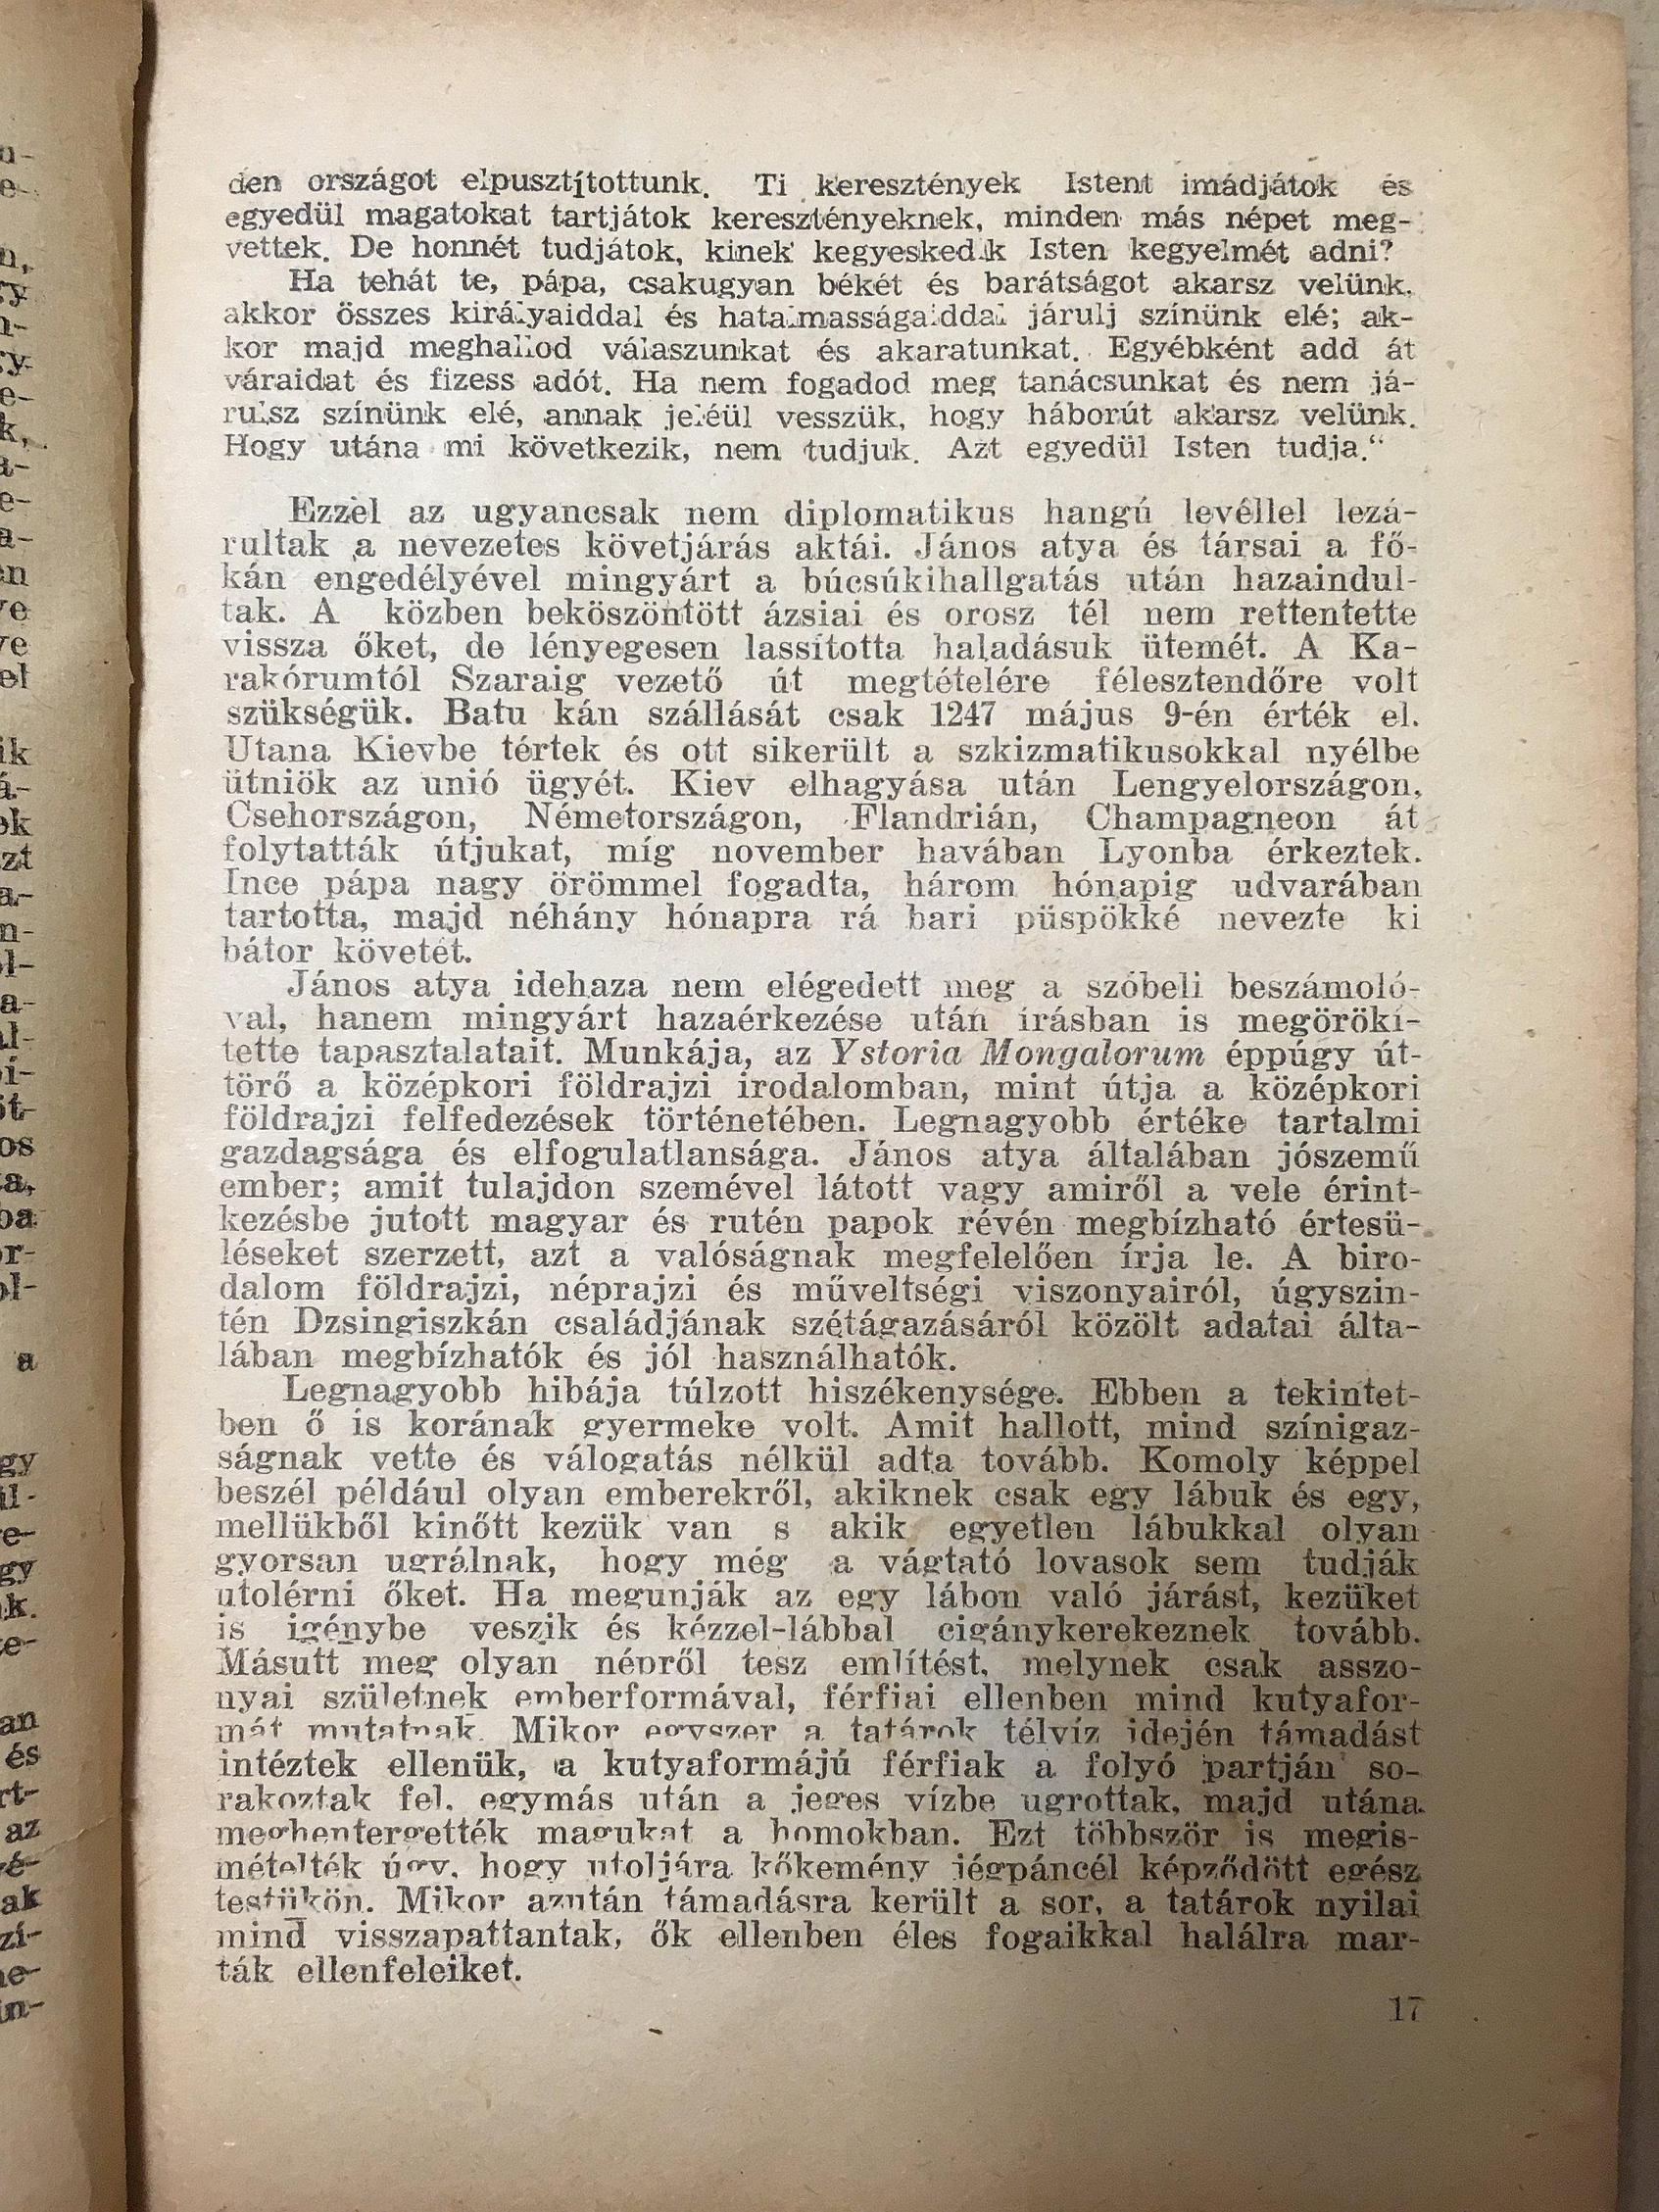 den országot elpusztítottunk. Ti keresztények Istent imádjátok és
egyedül magatokat tartjátok keresztényeknek, minden más népet meg-
vettek. De honnét tudjátok, kinek kegyeskedik Isten kegyelmét adni?
Ha tehát te, pápa, csakugyan békét és barátságot akarsz velünk,
akkor összes királyaiddal és hatalmasságaiddal járulj színünk elé; ak-
kor majd meghallod válaszunkat és akaratunkat. Egyébként add át
váraidat és fizess adót. Ha nem fogadod meg tanácsunkat és nem já-
rulsz színünk elé, annak jeléül vesszük, hogy háborút akarsz velünk.
Hogy utána mi következik, nem tudjuk. Azt egyedül Isten tudja.“
Ezzel az ugyancsak nem diplomatikus hangú levéllel lezá-
rultak a nevezetes követjárás aktái. János atya és társai a fő-
kán engedélyével mingyárt a búcsúkihallgatás után hazaindul-
tak. A közben beköszöntött ázsiai és orosz tél nem rettentette
vissza őket, de lényegesen lassította haladásuk ütemét. A Ka-
rakórumtól Szaraig vezető út megtételére félesztendőre volt
szükségük. Batu kán szállását csak 1247 május 9-én érték el.
Utana Kievbe tértek és ott sikerült a szkizmatikusokkal nyélbe
ütniök az unió ügyét. Kiev elhagyása után Lengyelországon,
Csehországon, Németországon, Flandrián, Champagneon át
folytatták útjukat, míg november havában Lyonba érkeztek.
Ince pápa nagy örömmel fogadta, három hónapig udvarában
tartotta, majd néhány hónapra rá bari püspökké nevezte ki
bátor követét.
János atya idehaza nem elégedett meg a szóbeli beszámoló-
val, hanem mingyárt hazaérkezése után írásban is megörökí-
tette tapasztalatait. Munkája, az Ystoria Mongalorum éppúgy út-
törő a középkori földrajzi irodalomban, mint útja a középkori
földrajzi felfedezések történetében. Legnagyobb értéke tartalmi
gazdagsága és elfogulatlansága. János atya általában jószemű
ember; amit tulajdon szemével látott vagy amiről a vele érint-
kezésbe jutott magyar és rutén papok révén megbízható értesü-
léseket szerzett, azt a valóságnak megfelelően írja le. A biro-
dalom földrajzi, néprajzi és műveltségi viszonyairól, úgyszin-
tén Dzsingiszkán családjának szétágazásáról közölt adatai álta-
lában megbízhatók és jól használhatók.
Legnagyobb hibája túlzott hiszékenysége. Ebben a tekintet-
ben ő is korának gyermeke volt. Amit hallott, mind színigaz-
ságnak vette és válogatás nélkül adta tovább. Komoly képpel
beszél például olyan emberekről, akiknek csak egy lábuk és egy,
mellükből kinőtt kezük van s akik egyetlen lábukkal olyan
gyorsan ugrálnak, hogy még a vágtató lovasok sem tudják
utolérni őket. Ha megunják az egy lábon való járást, kezüket
is igénybe veszik és kézzel-lábbal cigánykerekeznek tovább.
Másutt meg olyan népről tesz említést, melynek csak asszo-
nyai születnek emberformával, férfiai ellenben mind kutyafor-
mát mutatnak. Mikor egyszer a tatárok télvíz idején támadást
intéztek ellenük, a kutyaformájú férfiak a folyó partján so-
rakoztak fel, egymás után a jeges vízbe ugrottak, majd utána
meghentergették magukat a homokban. Ezt többször is megis-
mételték úgy, hogy utoljára kőkemény jégpáncél képződött egész
testükön. Mikor azután támadásra került a sor, a tatárok nyilai
mind visszapattantak, ők ellenben éles fogaikkal halálra mar-
ták ellenfeleiket.
17